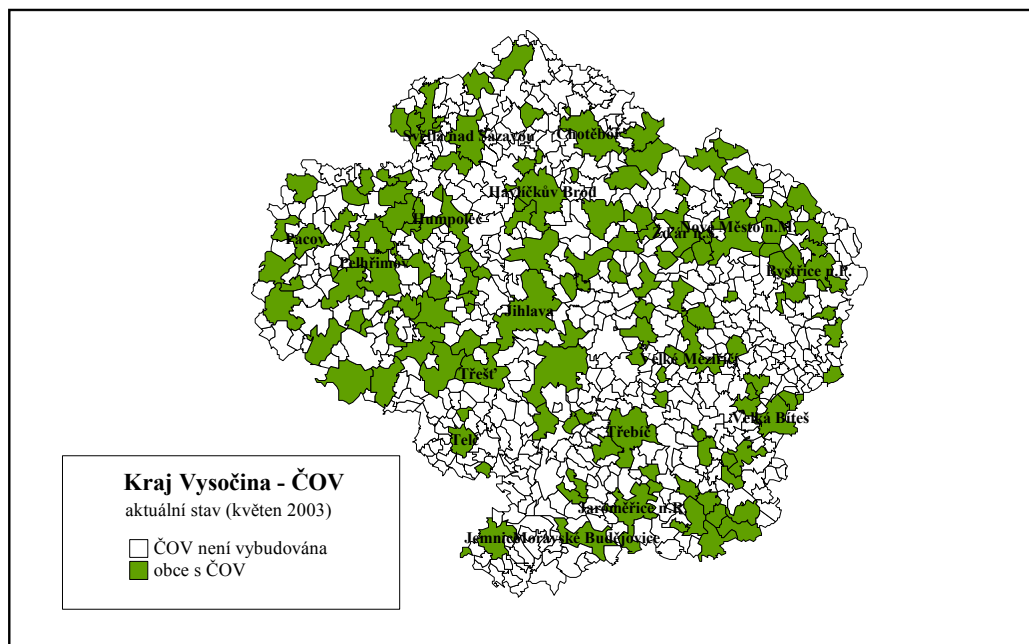 Světlá nad Sázavou
Chotěboř
Havlíčkův Brod
Humpolec
Žďár n.S.
Nové Město n.M.
Pacov
Pelhřimov
Bystřice n.P.
Jihlava
Velké Meziříčí
Třešť
Velká Bíteš
Třebíč
Telč
Jaroměřice n.R.
Jemnice
Moravské Budějovice
Kraj Vysočina - ČOV
aktuální stav (květen 2003)
ČOV není vybudována
obce s ČOV